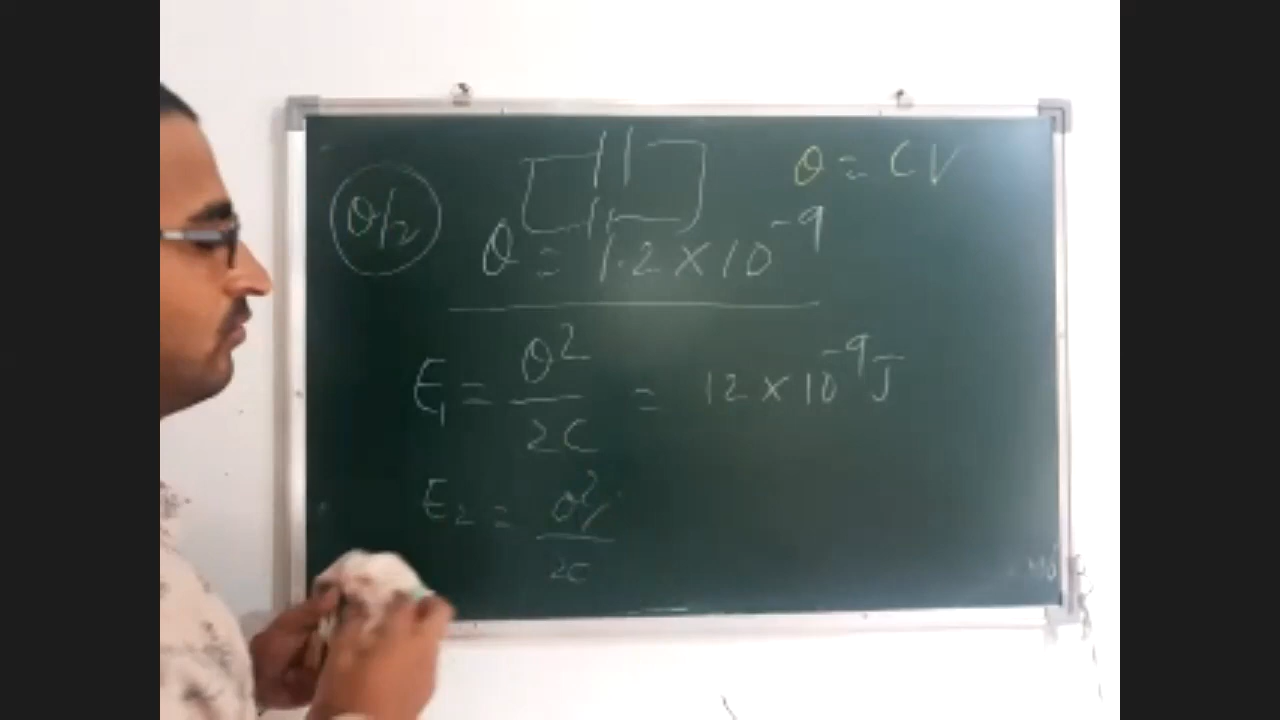 Q/2
Q = CV
Q = 1.2 × 10⁻⁹
E₁ = Q²/2C = 12 × 10⁻⁹ J
E₂ = Q²/2C